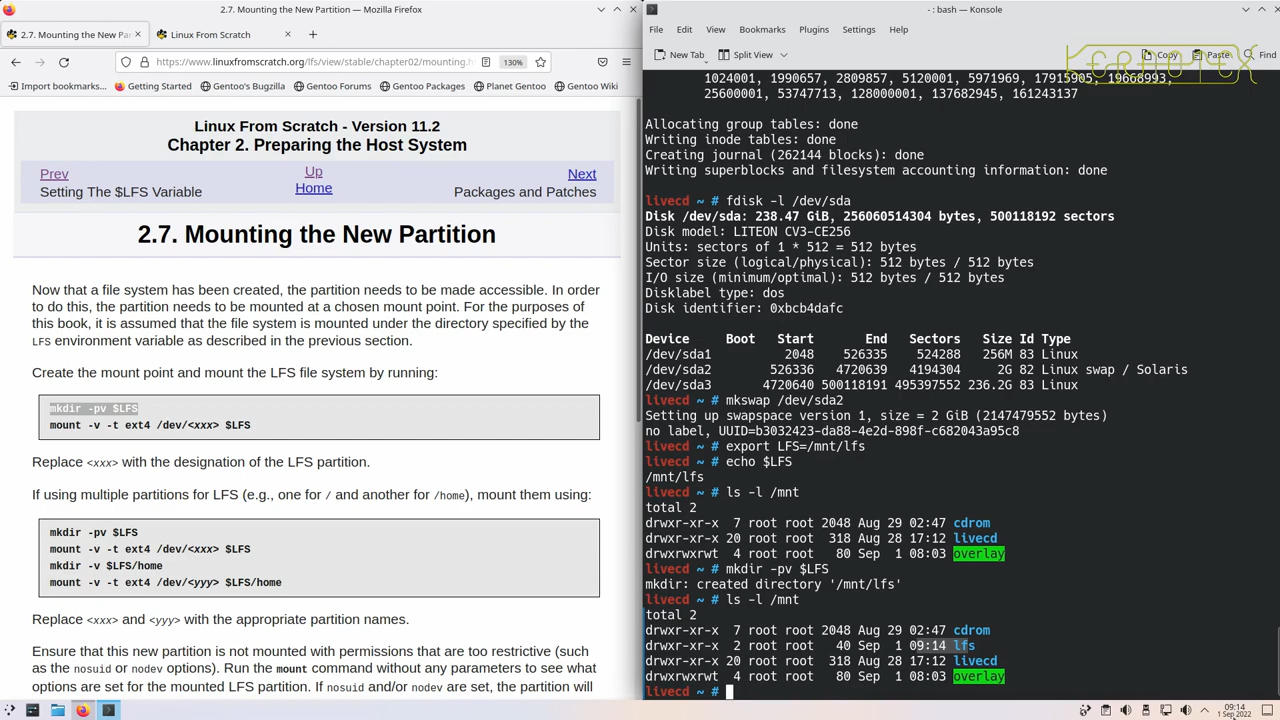 2.7. Mounting the New Partition — Mozilla Firefox
2.7. Mounting the New Par
Linux From Scratch
https://www.linuxfromscratch.org/lfs/view/stable/chapter02/mounting.h
130%
Import bookmarks...
Getting Started
Gentoo's Bugzilla
Gentoo Forums
Gentoo Packages
Planet Gentoo
Gentoo Wiki
Linux From Scratch - Version 11.2
Chapter 2. Preparing the Host System
Prev
Up
Next
Setting The $LFS Variable
Home
Packages and Patches
2.7. Mounting the New Partition
Now that a file system has been created, the partition needs to be made accessible. In order
to do this, the partition needs to be mounted at a chosen mount point. For the purposes of
this book, it is assumed that the file system is mounted under the directory specified by the
LFS environment variable as described in the previous section.
Create the mount point and mount the LFS file system by running:
mkdir -pv $LFS
mount -v -t ext4 /dev/<xxx> $LFS
Replace <xxx> with the designation of the LFS partition.
If using multiple partitions for LFS (e.g., one for / and another for /home), mount them using:
mkdir -pv $LFS
mount -v -t ext4 /dev/<xxx> $LFS
mkdir -v $LFS/home
mount -v -t ext4 /dev/<yyy> $LFS/home
Replace <xxx> and <yyy> with the appropriate partition names.
Ensure that this new partition is not mounted with permissions that are too restrictive (such
as the nosuid or nodev options). Run the mount command without any parameters to see what
options are set for the mounted LFS partition. If nosuid and/or nodev are set, the partition will
- : bash — Konsole
File Edit View Bookmarks Plugins Settings Help
New Tab Split View Copy Paste Find
1024001, 1990657, 2809857, 5120001, 5971969, 17915905, 19668993,
25600001, 53747713, 128000001, 137682945, 161243137
Allocating group tables: done
Writing inode tables: done
Creating journal (262144 blocks): done
Writing superblocks and filesystem accounting information: done
livecd ~ # fdisk -l /dev/sda
Disk /dev/sda: 238.47 GiB, 256060514304 bytes, 500118192 sectors
Disk model: LITEON CV3-CE256
Units: sectors of 1 * 512 = 512 bytes
Sector size (logical/physical): 512 bytes / 512 bytes
I/O size (minimum/optimal): 512 bytes / 512 bytes
Disklabel type: dos
Disk identifier: 0xbcb4dafc
Device Boot Start End Sectors Size Id Type
/dev/sda1 2048 526335 524288 256M 83 Linux
/dev/sda2 526336 4720639 4194304 2G 82 Linux swap / Solaris
/dev/sda3 4720640 500118191 495397552 236.2G 83 Linux
livecd ~ # mkswap /dev/sda2
Setting up swapspace version 1, size = 2 GiB (2147479552 bytes)
no label, UUID=b3032423-da88-4e2d-898f-c682043a95c8
livecd ~ # export LFS=/mnt/lfs
livecd ~ # echo $LFS
/mnt/lfs
livecd ~ # ls -l /mnt
total 2
drwxr-xr-x 7 root root 2048 Aug 29 02:47 cdrom
drwxr-xr-x 20 root root 318 Aug 28 17:12 livecd
drwxrwxrwt 4 root root 80 Sep 1 08:03 overlay
livecd ~ # mkdir -pv $LFS
mkdir: created directory '/mnt/lfs'
livecd ~ # ls -l /mnt
total 2
drwxr-xr-x 7 root root 2048 Aug 29 02:47 cdrom
drwxr-xr-x 2 root root 40 Sep 1 09:14 lfs
drwxr-xr-x 20 root root 318 Aug 28 17:12 livecd
drwxrwxrwt 4 root root 80 Sep 1 08:03 overlay
livecd ~ #
09:14
1 Sep 2022